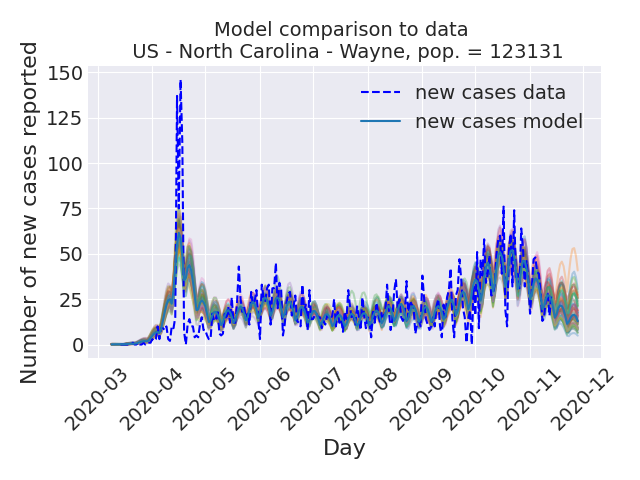 Model comparison to data
US - North Carolina - Wayne, pop. = 123131
Number of new cases reported
150
125
100
75
50
25
0
new cases data
new cases model
2020-03
2020-04
2020-05
2020-06
2020-07
2020-08
2020-09
2020-10
2020-11
2020-12
Day